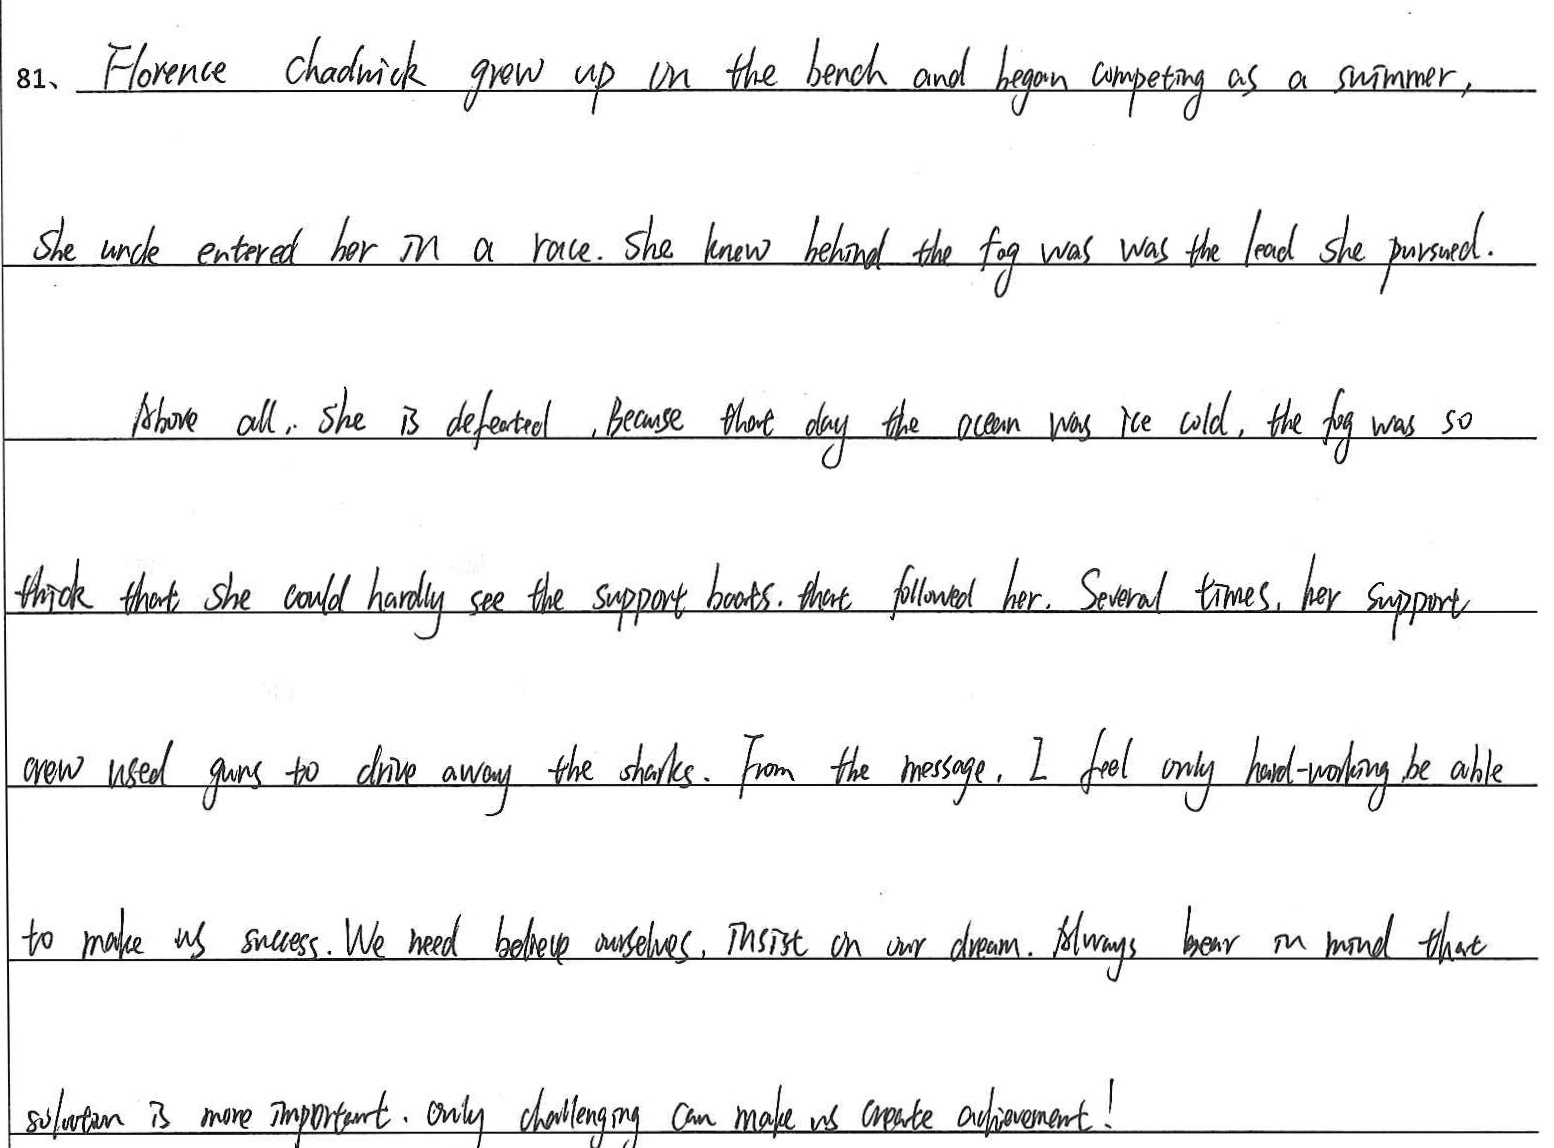 81、 Florence Chadwick grew up on the bench and began competing as a swimmer,
She uncle entered her in a race. She knew behind the fog was was the lead she pursued.
Above all, She is defeated , Because that day the ocean was ice cold, the fog was so
thick that she could hardly see the support boats. that followed her. Several times, her support
crew used guns to drive away the sharks. From the message, I feel only hard-working be able
to make us success. We need believe ourselves, insist on our dream. Always bear in mind that
solution is more important. only challenging can make us create achievement!